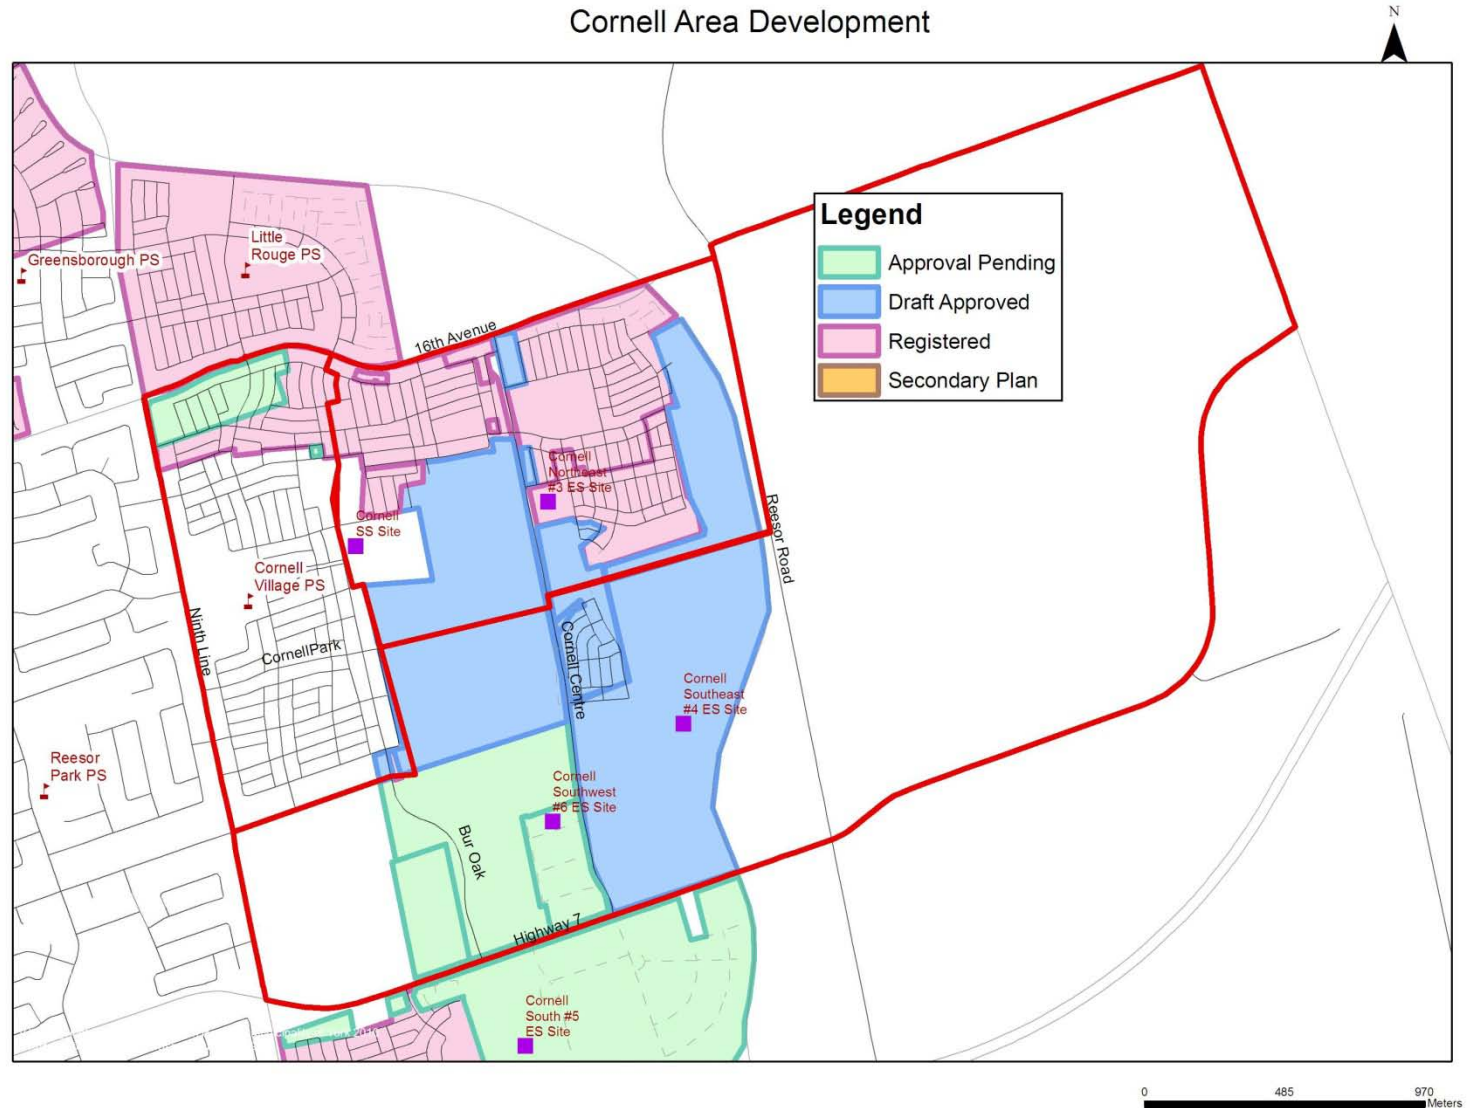 Cornell Area Development
N
Legend
Approval Pending
Draft Approved
Registered
Secondary Plan
Little
Rouge PS
Greensborough PS
16th Avenue
Cornell
Northeast
#3 ES Site
Cornell
SS Site
Reesor Road
Cornell
Village PS
Ninth Line
CornellPark
Cornell Centre
Cornell
Southeast
#4 ES Site
Reesor
Park PS
Cornell
Southwest
#6 ES Site
Bur Oak
Highway 7
Cornell
South #5
ES Site
0 485 970
Meters